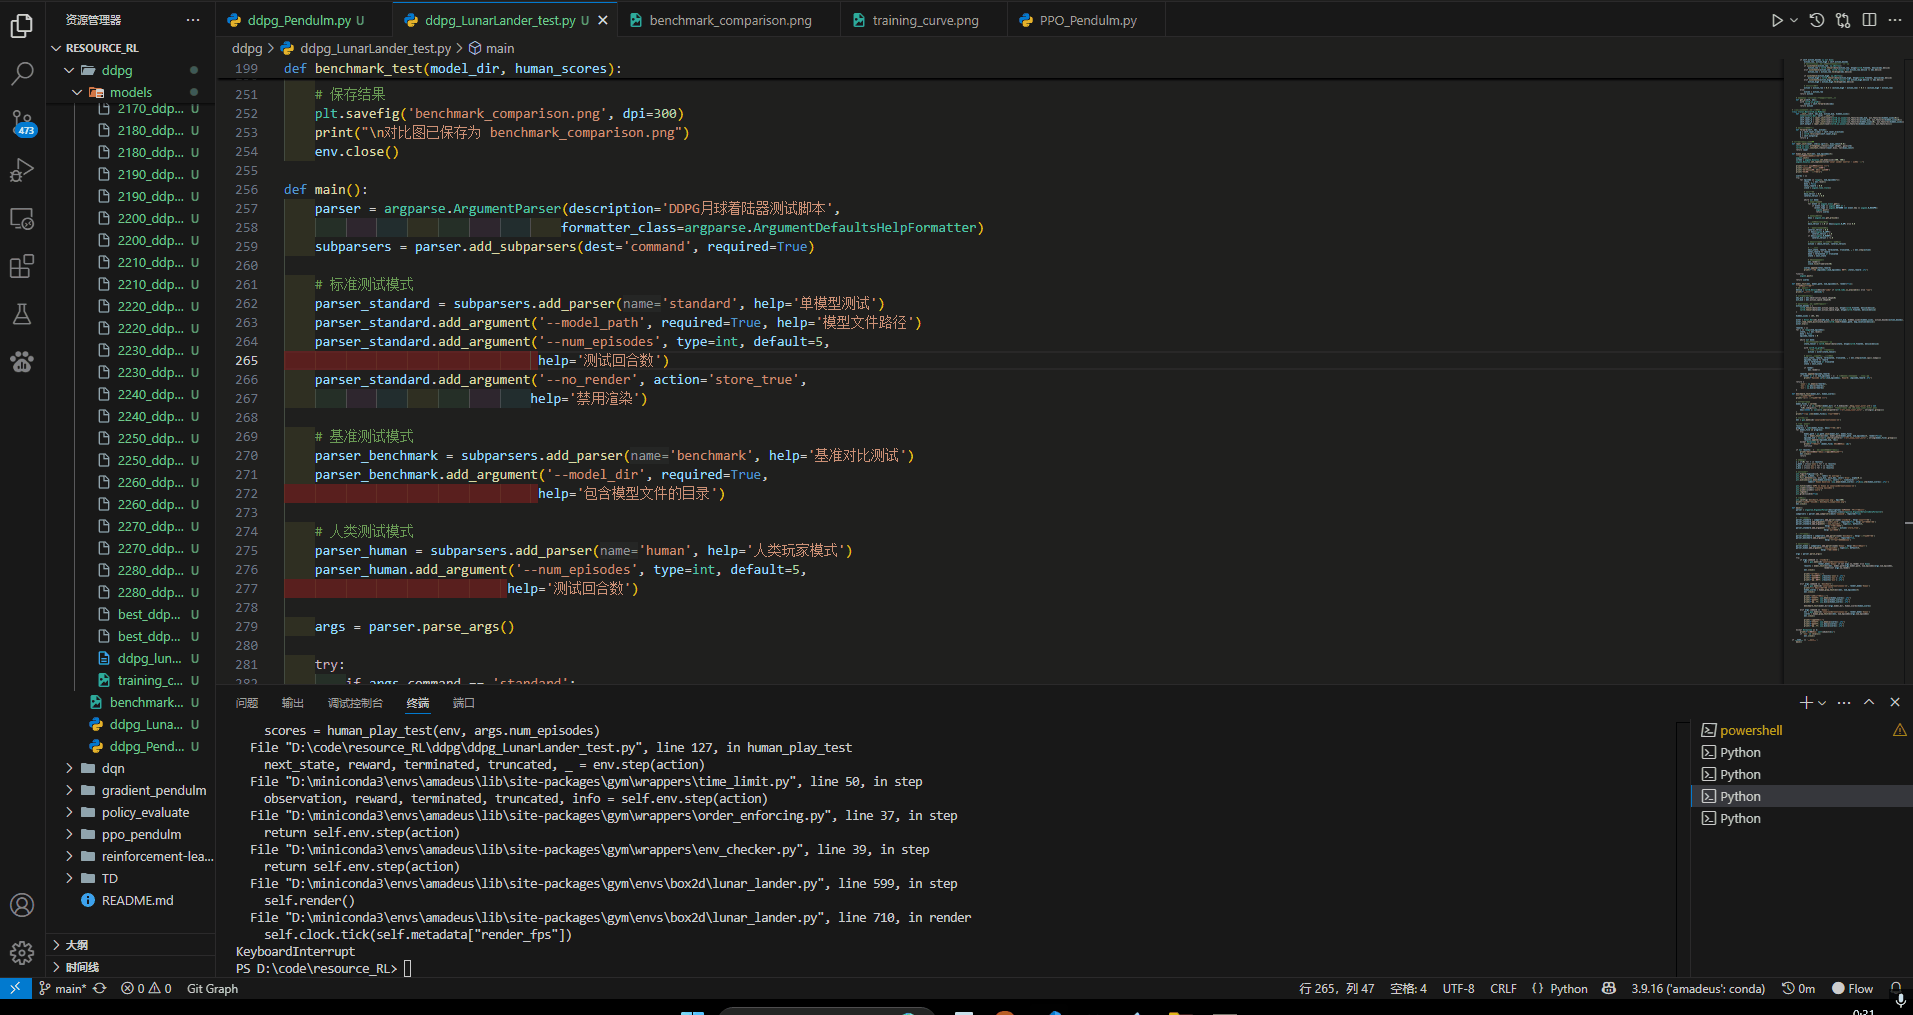 资源管理器
RESOURCE_RL
ddpg
models
2170_ddp... U
2180_ddp... U
2180_ddp... U
2190_ddp... U
2190_ddp... U
2200_ddp... U
2200_ddp... U
2210_ddp... U
2210_ddp... U
2220_ddp... U
2220_ddp... U
2230_ddp... U
2230_ddp... U
2240_ddp... U
2240_ddp... U
2250_ddp... U
2250_ddp... U
2260_ddp... U
2260_ddp... U
2270_ddp... U
2270_ddp... U
2280_ddp... U
2280_ddp... U
best_ddp... U
best_ddp... U
ddpg_lun... U
training_c... U
benchmark... U
ddpg_Luna... U
ddpg_Pend... U
dqn
gradient_pendulm
policy_evaluate
ppo_pendulm
reinforcement-lea...
TD
README.md
大纲
时间线
473
ddpg_Pendulm.py U
ddpg_LunarLander_test.py U
benchmark_comparison.png
training_curve.png
PPO_Pendulm.py
ddpg > ddpg_LunarLander_test.py > main
199 def benchmark_test(model_dir, human_scores):
251 # 保存结果
252 plt.savefig('benchmark_comparison.png', dpi=300)
253 print("\n对比图已保存为 benchmark_comparison.png")
254 env.close()
255
256 def main():
257 parser = argparse.ArgumentParser(description='DDPG月球着陆器测试脚本',
258 formatter_class=argparse.ArgumentDefaultsHelpFormatter)
259 subparsers = parser.add_subparsers(dest='command', required=True)
260
261 # 标准测试模式
262 parser_standard = subparsers.add_parser(name='standard', help='单模型测试')
263 parser_standard.add_argument('--model_path', required=True, help='模型文件路径')
264 parser_standard.add_argument('--num_episodes', type=int, default=5,
265 help='测试回合数')
266 parser_standard.add_argument('--no_render', action='store_true',
267 help='禁用渲染')
268
269 # 基准测试模式
270 parser_benchmark = subparsers.add_parser(name='benchmark', help='基准对比测试')
271 parser_benchmark.add_argument('--model_dir', required=True,
272 help='包含模型文件的目录')
273
274 # 人类测试模式
275 parser_human = subparsers.add_parser(name='human', help='人类玩家模式')
276 parser_human.add_argument('--num_episodes', type=int, default=5,
277 help='测试回合数')
278
279 args = parser.parse_args()
280
281 try:
282 if args.command == 'standard':
问题 输出 调试控制台 终端 端口
scores = human_play_test(env, args.num_episodes)
File "D:\code\resource_RL\ddpg\ddpg_LunarLander_test.py", line 127, in human_play_test
next_state, reward, terminated, truncated, _ = env.step(action)
File "D:\miniconda3\envs\amadeus\lib\site-packages\gym\wrappers\time_limit.py", line 50, in step
observation, reward, terminated, truncated, info = self.env.step(action)
File "D:\miniconda3\envs\amadeus\lib\site-packages\gym\wrappers\order_enforcing.py", line 37, in step
return self.env.step(action)
File "D:\miniconda3\envs\amadeus\lib\site-packages\gym\wrappers\env_checker.py", line 39, in step
return self.env.step(action)
File "D:\miniconda3\envs\amadeus\lib\site-packages\gym\envs\box2d\lunar_lander.py", line 599, in step
self.render()
File "D:\miniconda3\envs\amadeus\lib\site-packages\gym\envs\box2d\lunar_lander.py", line 710, in render
self.clock.tick(self.metadata["render_fps"])
KeyboardInterrupt
PS D:\code\resource_RL>
powershell
Python
Python
Python
Python
main* 0 0 Git Graph
行 265，列 47 空格: 4 UTF-8 CRLF {} Python 3.9.16 ('amadeus': conda) 0m Flow